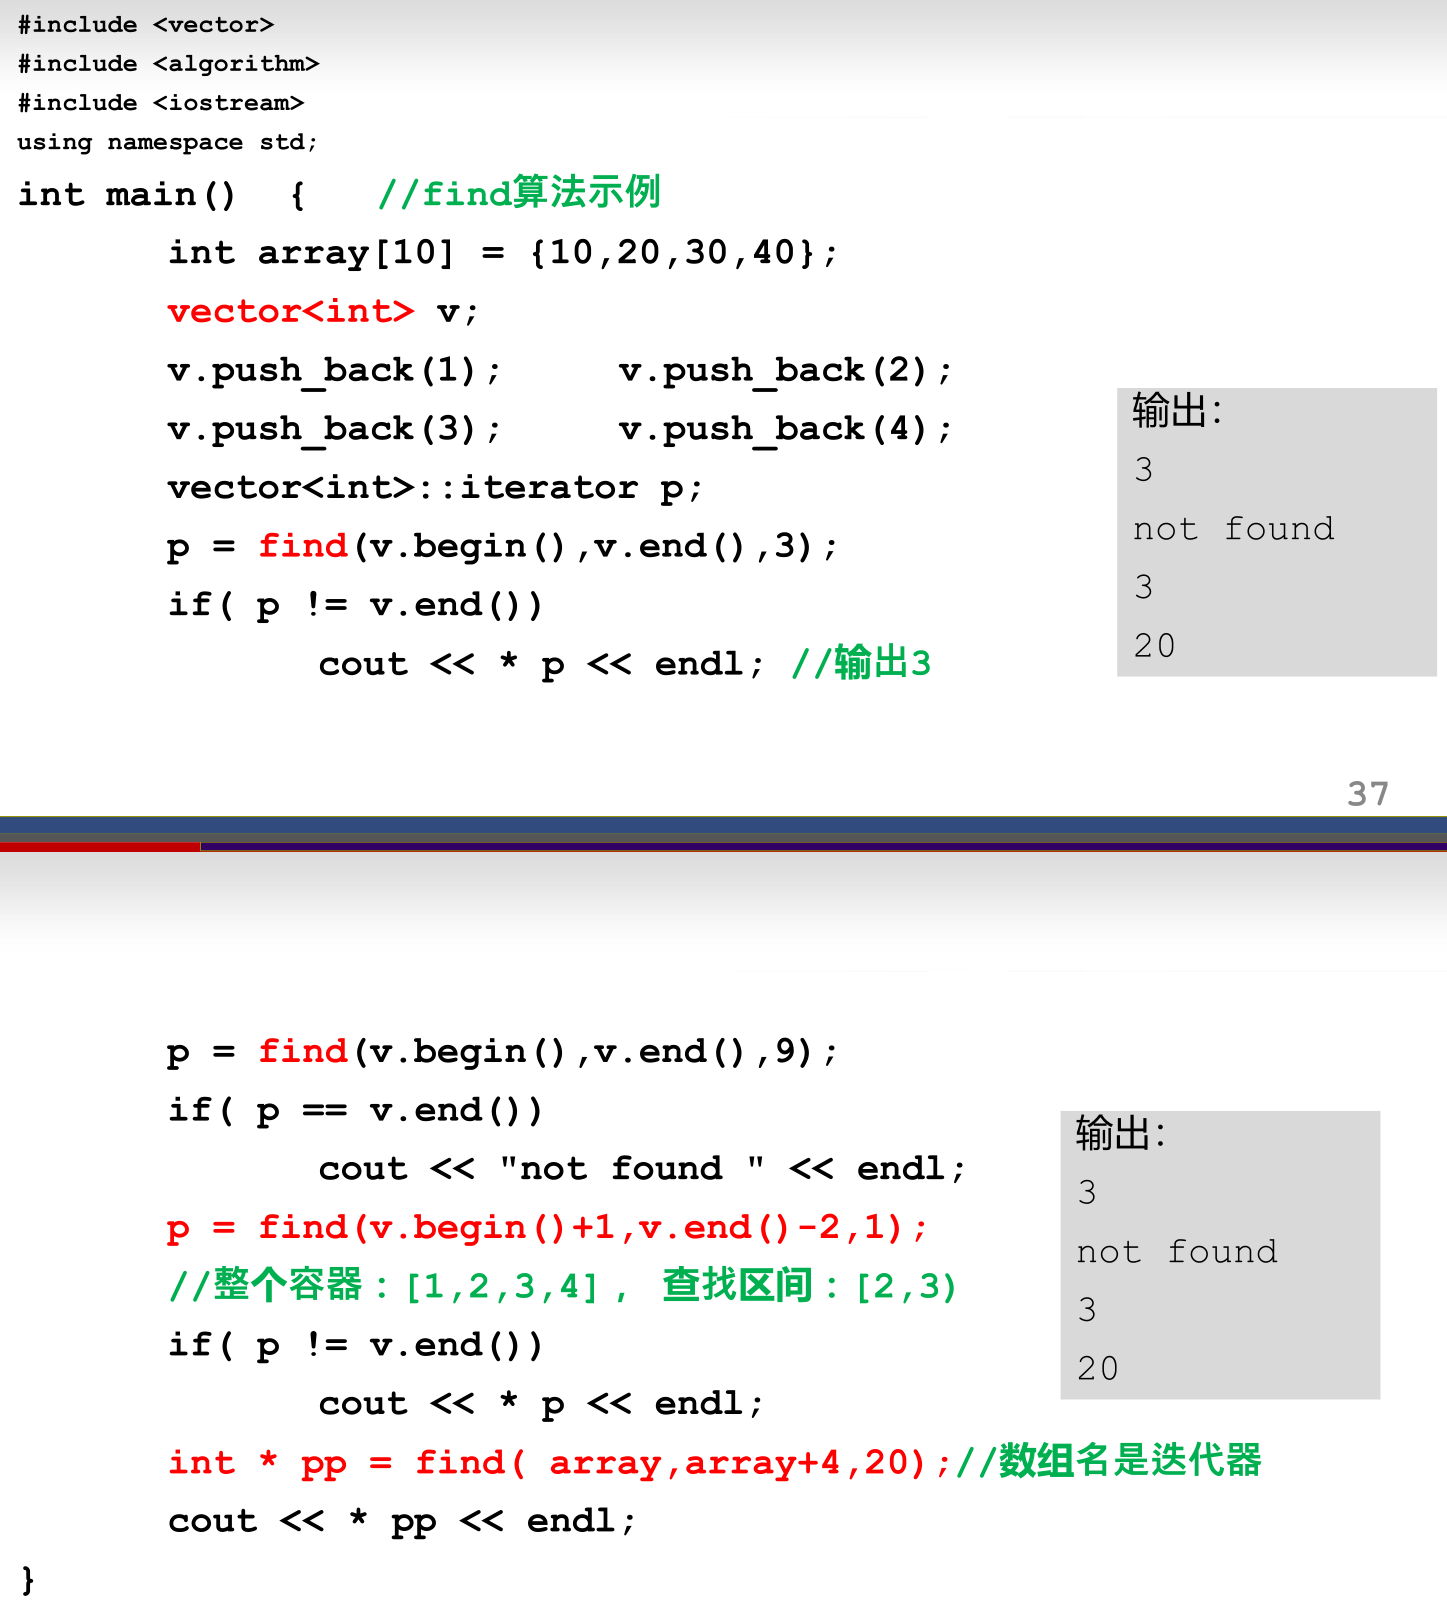 #include <vector>
#include <algorithm>
#include <iostream>
using namespace std;
int main() { //find算法示例
int array[10] = {10,20,30,40};
vector<int> v;
v.push_back(1); v.push_back(2);
v.push_back(3); v.push_back(4);
vector<int>::iterator p;
p = find(v.begin(),v.end(),3);
if( p != v.end())
cout << * p << endl; //输出3
输出:
3
not found
3
20
37
p = find(v.begin(),v.end(),9);
if( p == v.end())
cout << "not found " << endl;
p = find(v.begin()+1,v.end()-2,1);
//整个容器:[1,2,3,4], 查找区间:[2,3)
if( p != v.end())
cout << * p << endl;
int * pp = find( array,array+4,20);//数组名是迭代器
cout << * pp << endl;
}
输出:
3
not found
3
20